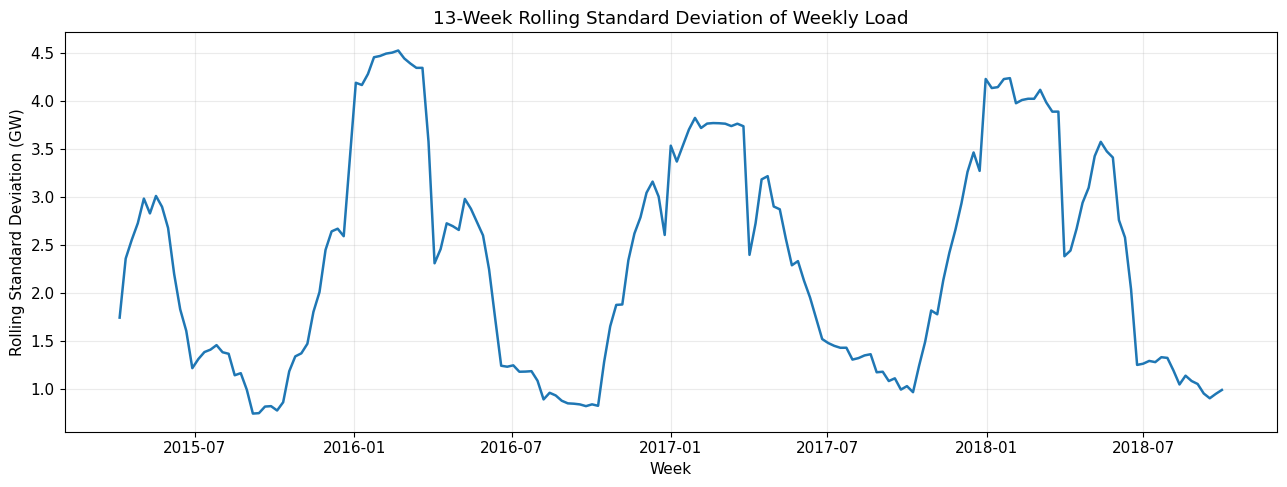 13-Week Rolling Standard Deviation of Weekly Load
Rolling Standard Deviation (GW)
4.5
4.0
3.5
3.0
2.5
2.0
1.5
1.0
2015-07 2016-01 2016-07 2017-01 2017-07 2018-01 2018-07
Week